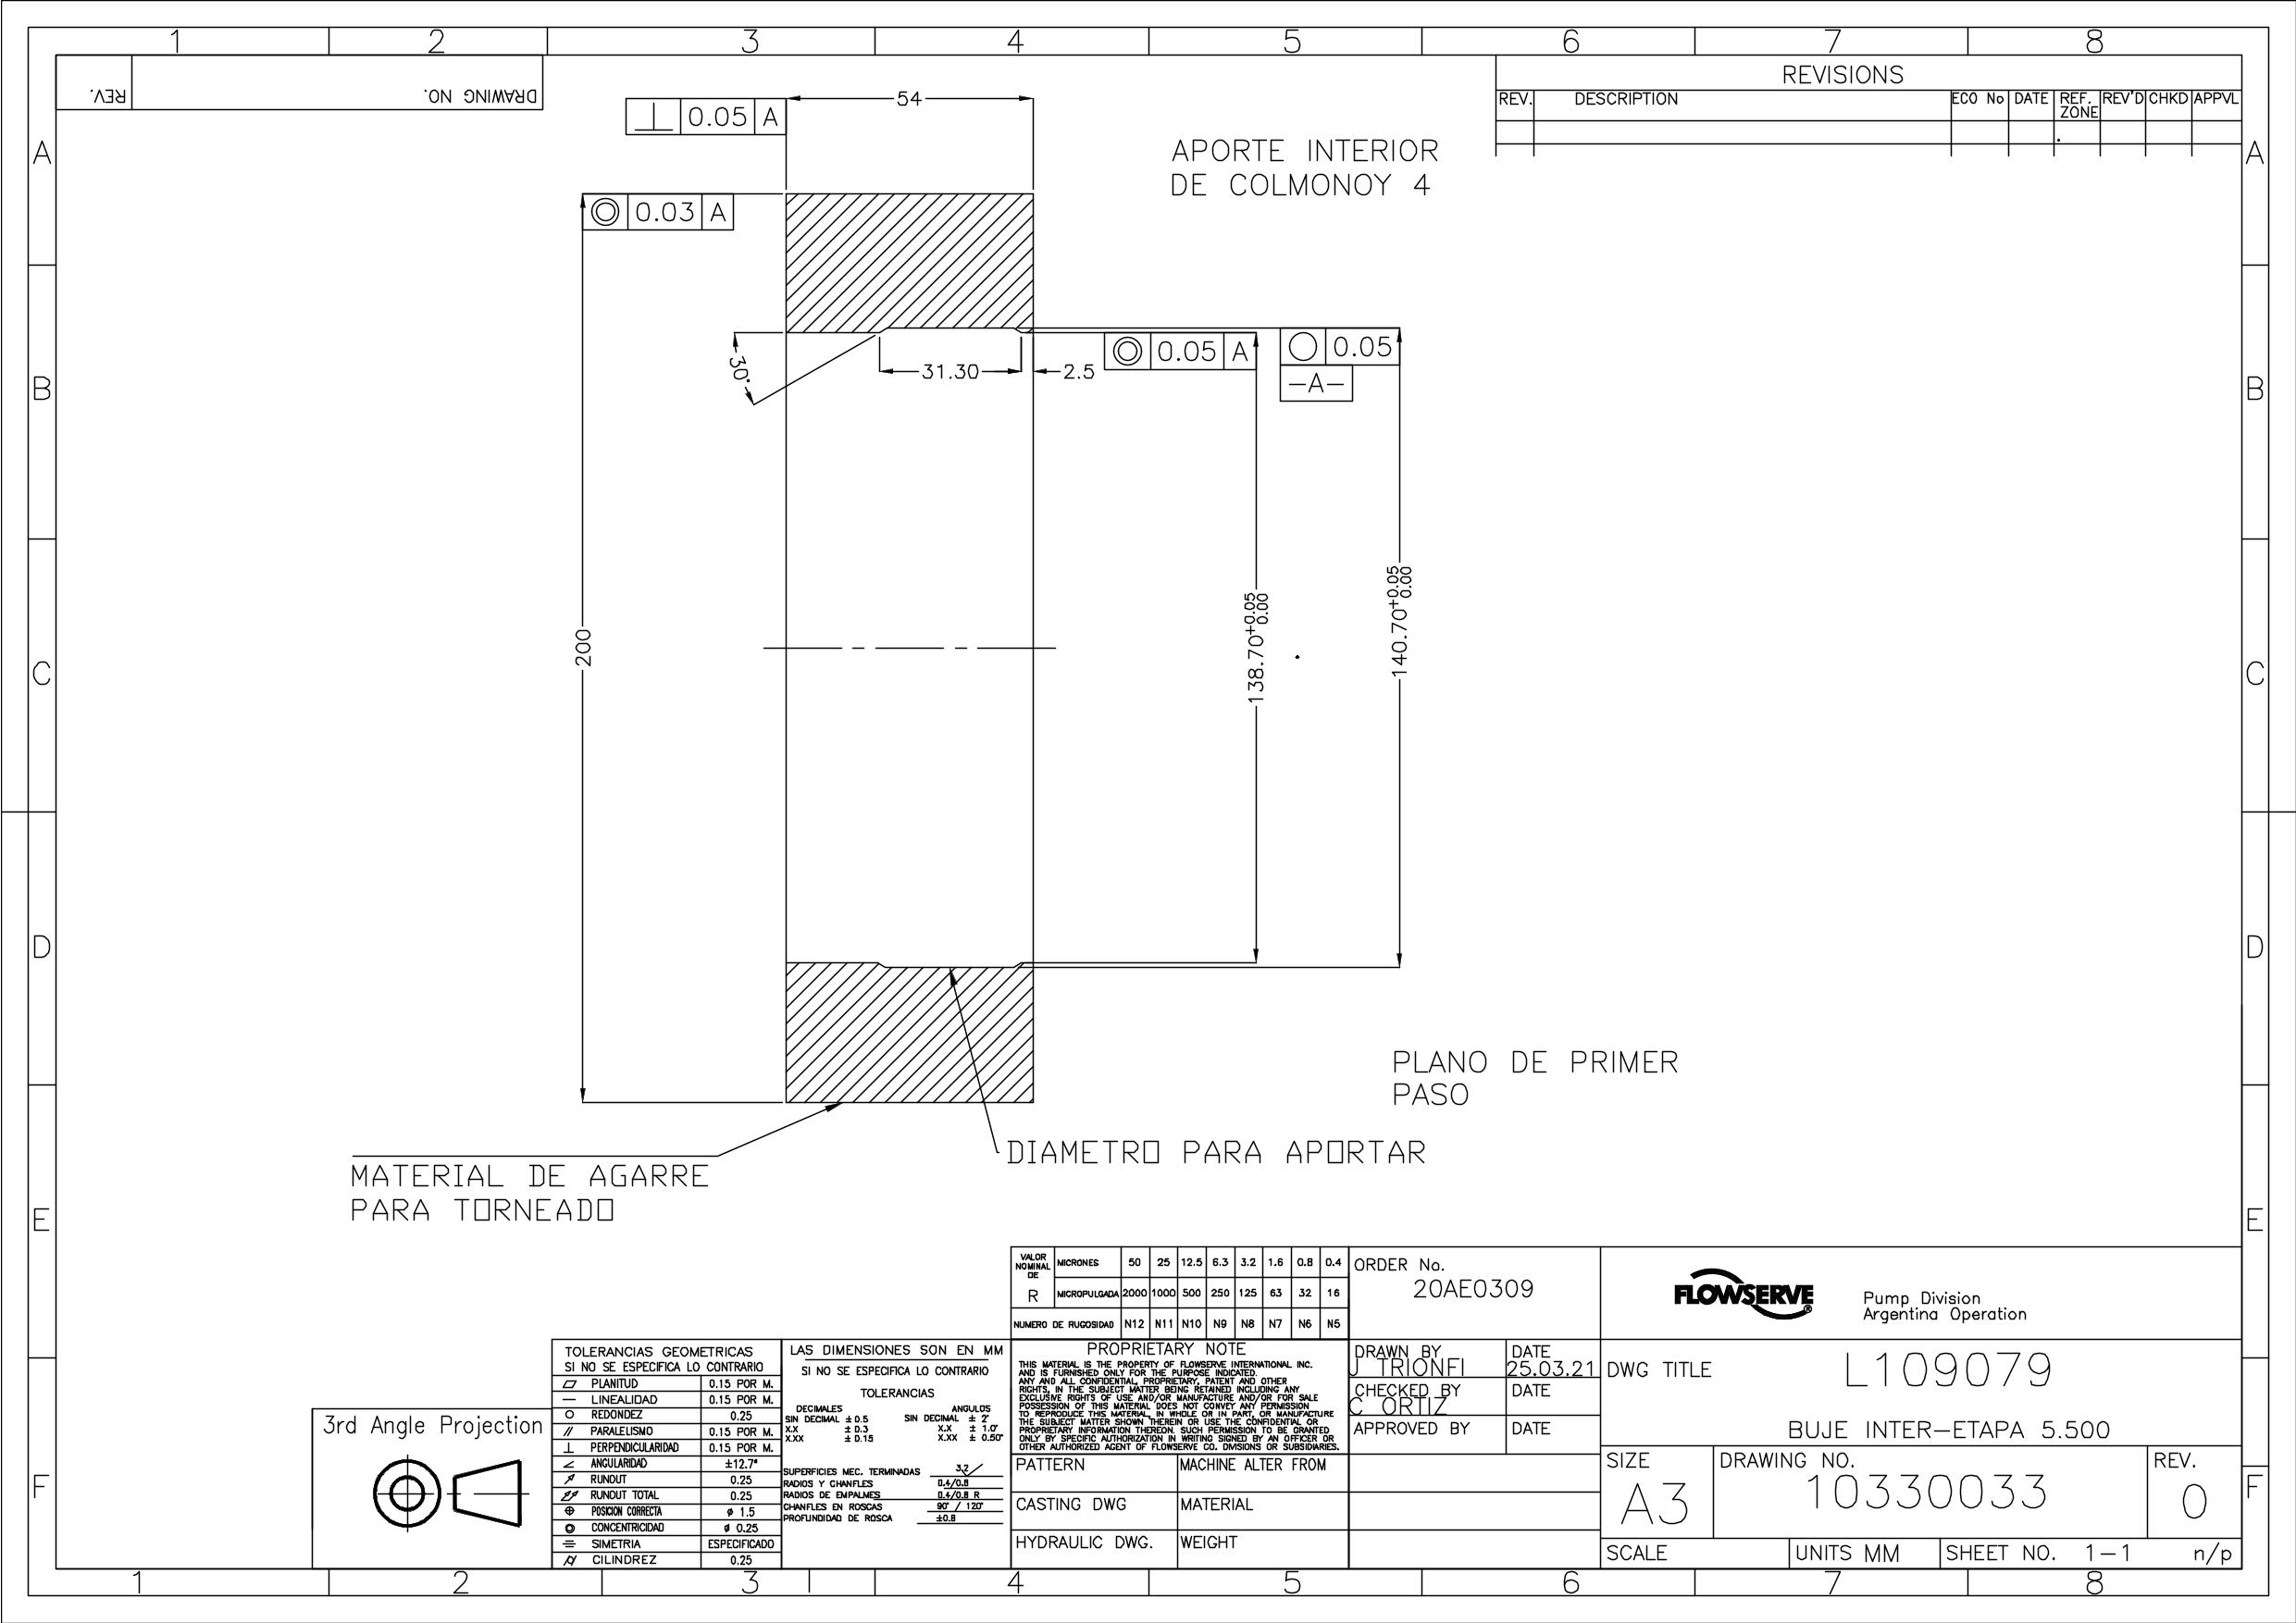 1 2 3 4 5 6 7 8
REV.
DRAWING NO.
REVISIONS
REV. DESCRIPTION ECO No DATE REF. ZONE REV'D CHKD APPVL
A A
B B
C C
D D
E E
F F
⊥ 0.05 A
54
APORTE INTERIOR
DE COLMONOY 4
◎ 0.03 A
30°
31.30
2.5
◎ 0.05 A
○ 0.05
-A-
200
138.70 +0.05 0.00
140.70 +0.05 0.00
PLANO DE PRIMER
PASO
DIAMETRO PARA APORTAR
MATERIAL DE AGARRE
PARA TORNEADO
VALOR NOMINAL DE R
MICRONES 50 25 12.5 6.3 3.2 1.6 0.8 0.4
MICROPULGADA 2000 1000 500 250 125 63 32 16
NUMERO DE RUGOSIDAD N12 N11 N10 N9 N8 N7 N6 N5
ORDER No.
20AE0309
FLOWSERVE ®
Pump Division
Argentina Operation
3rd Angle Projection
TOLERANCIAS GEOMETRICAS
SI NO SE ESPECIFICA LO CONTRARIO
PLANITUD 0.15 POR M.
LINEALIDAD 0.15 POR M.
REDONDEZ 0.25
PARALELISMO 0.15 POR M.
PERPENDICULARIDAD 0.15 POR M.
ANGULARIDAD ±12.7"
RUNOUT 0.25
RUNOUT TOTAL 0.25
POSICION CORRECTA ø 1.5
CONCENTRICIDAD ø 0.25
SIMETRIA ESPECIFICADO
CILINDREZ 0.25
LAS DIMENSIONES SON EN MM
SI NO SE ESPECIFICA LO CONTRARIO
TOLERANCIAS
DECIMALES ANGULOS
SIN DECIMAL ± 0.5 SIN DECIMAL ± 2°
X.X ± 0.3 X.X ± 1.0°
X.XX ± 0.15 X.XX ± 0.50°
SUPERFICIES MEC. TERMINADAS 3.2
RADIOS Y CHANFLES 0.4/0.8
RADIOS DE EMPALMES 0.4/0.8 R
CHANFLES EN ROSCAS 90° / 120°
PROFUNDIDAD DE ROSCA ±0.8
PROPRIETARY NOTE
THIS MATERIAL IS THE PROPERTY OF FLOWSERVE INTERNATIONAL INC.
AND IS FURNISHED ONLY FOR THE PURPOSE INDICATED.
ANY AND ALL CONFIDENTIAL, PROPRIETARY, PATENT AND OTHER
RIGHTS, IN THE SUBJECT MATTER BEING RETAINED INCLUDING ANY
EXCLUSIVE RIGHTS OF USE AND/OR MANUFACTURE AND/OR FOR SALE
POSSESSION OF THIS MATERIAL DOES NOT CONVEY ANY PERMISSION
TO REPRODUCE THIS MATERIAL, IN WHOLE OR IN PART, OR MANUFACTURE
THE SUBJECT MATTER SHOWN THEREIN OR USE THE CONFIDENTIAL OR
PROPRIETARY INFORMATION THEREON. SUCH PERMISSION TO BE GRANTED
ONLY BY SPECIFIC AUTHORIZATION IN WRITING SIGNED BY AN OFFICER OR
OTHER AUTHORIZED AGENT OF FLOWSERVE CO. DIVISIONS OR SUBSIDIARIES.
PATTERN MACHINE ALTER FROM
CASTING DWG MATERIAL
HYDRAULIC DWG. WEIGHT
DRAWN BY DATE
J TRIONFI 25.03.21
CHECKED BY DATE
C ORTIZ
APPROVED BY DATE
DWG TITLE
L109079
BUJE INTER-ETAPA 5.500
SIZE DRAWING NO. REV.
A3 10330033 0
SCALE UNITS MM SHEET NO. 1-1 n/p
1 2 3 4 5 6 7 8